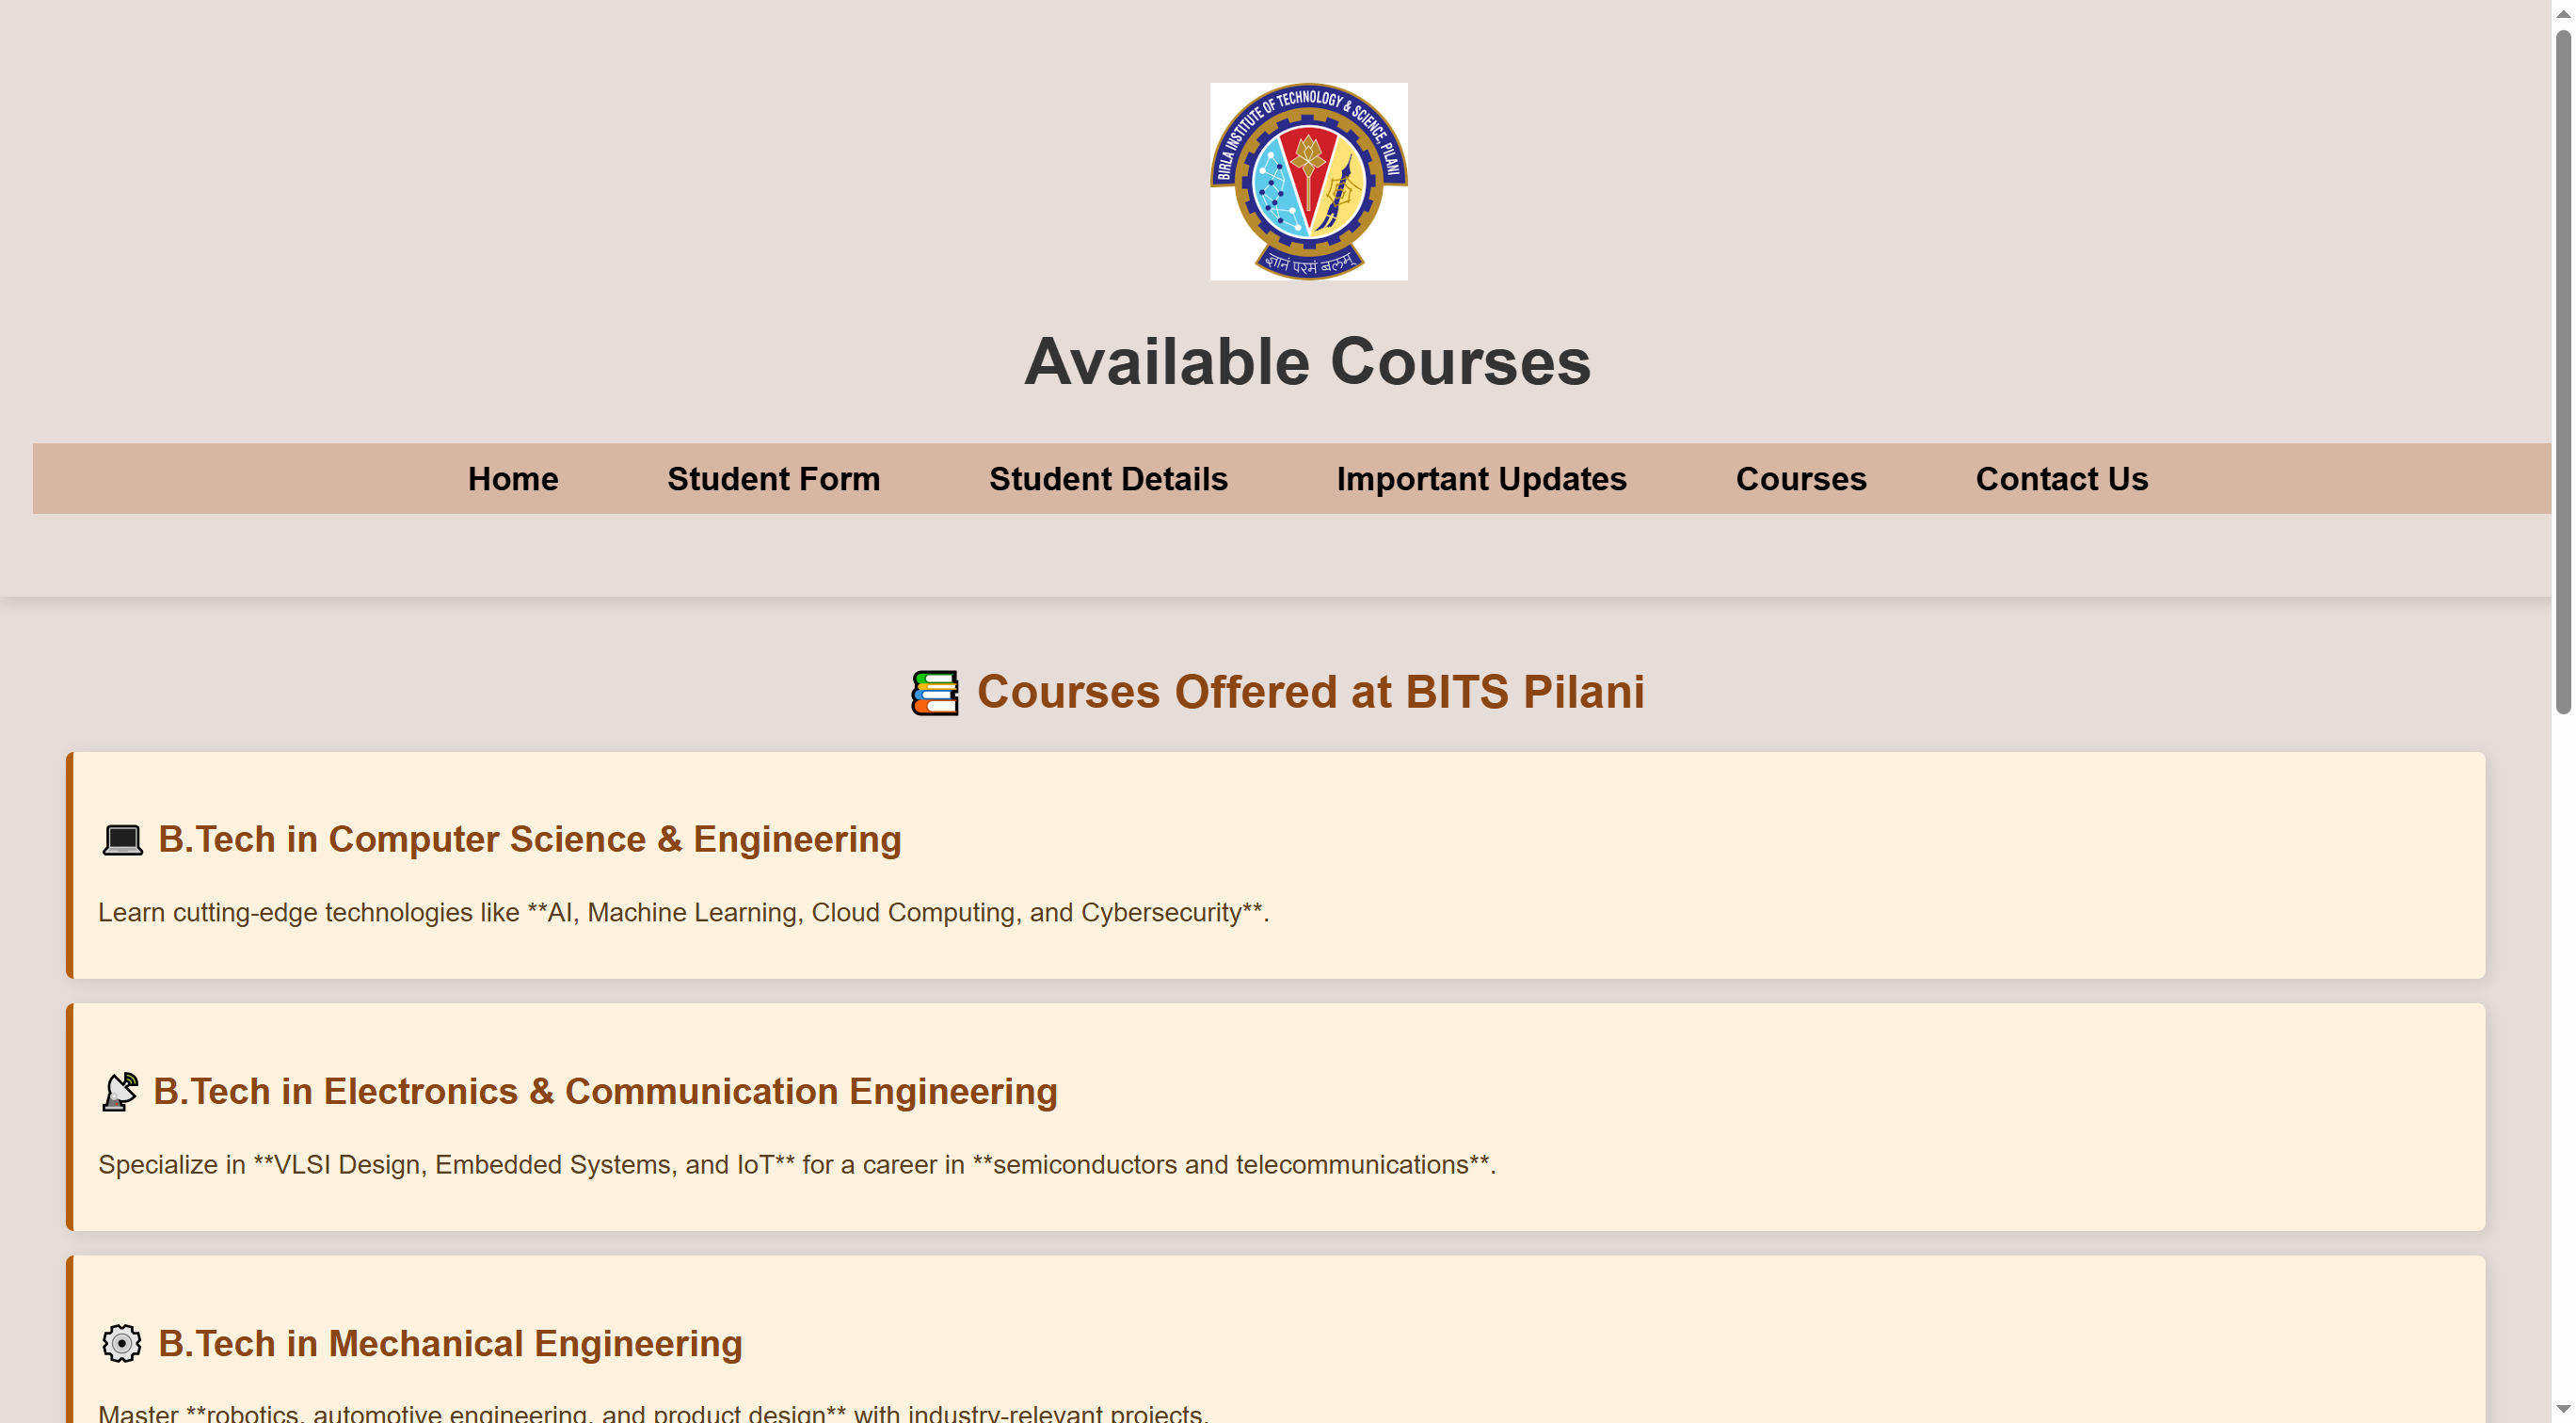 BIRLA INSTITUTE OF TECHNOLOGY & SCIENCE, PILANI
ज्ञानं परमं बलम्
Available Courses
Home Student Form Student Details Important Updates Courses Contact Us
📚 Courses Offered at BITS Pilani
💻 B.Tech in Computer Science & Engineering
Learn cutting-edge technologies like **AI, Machine Learning, Cloud Computing, and Cybersecurity**.
📡 B.Tech in Electronics & Communication Engineering
Specialize in **VLSI Design, Embedded Systems, and IoT** for a career in **semiconductors and telecommunications**.
⚙️ B.Tech in Mechanical Engineering
Master **robotics, automotive engineering, and product design** with industry-relevant projects.